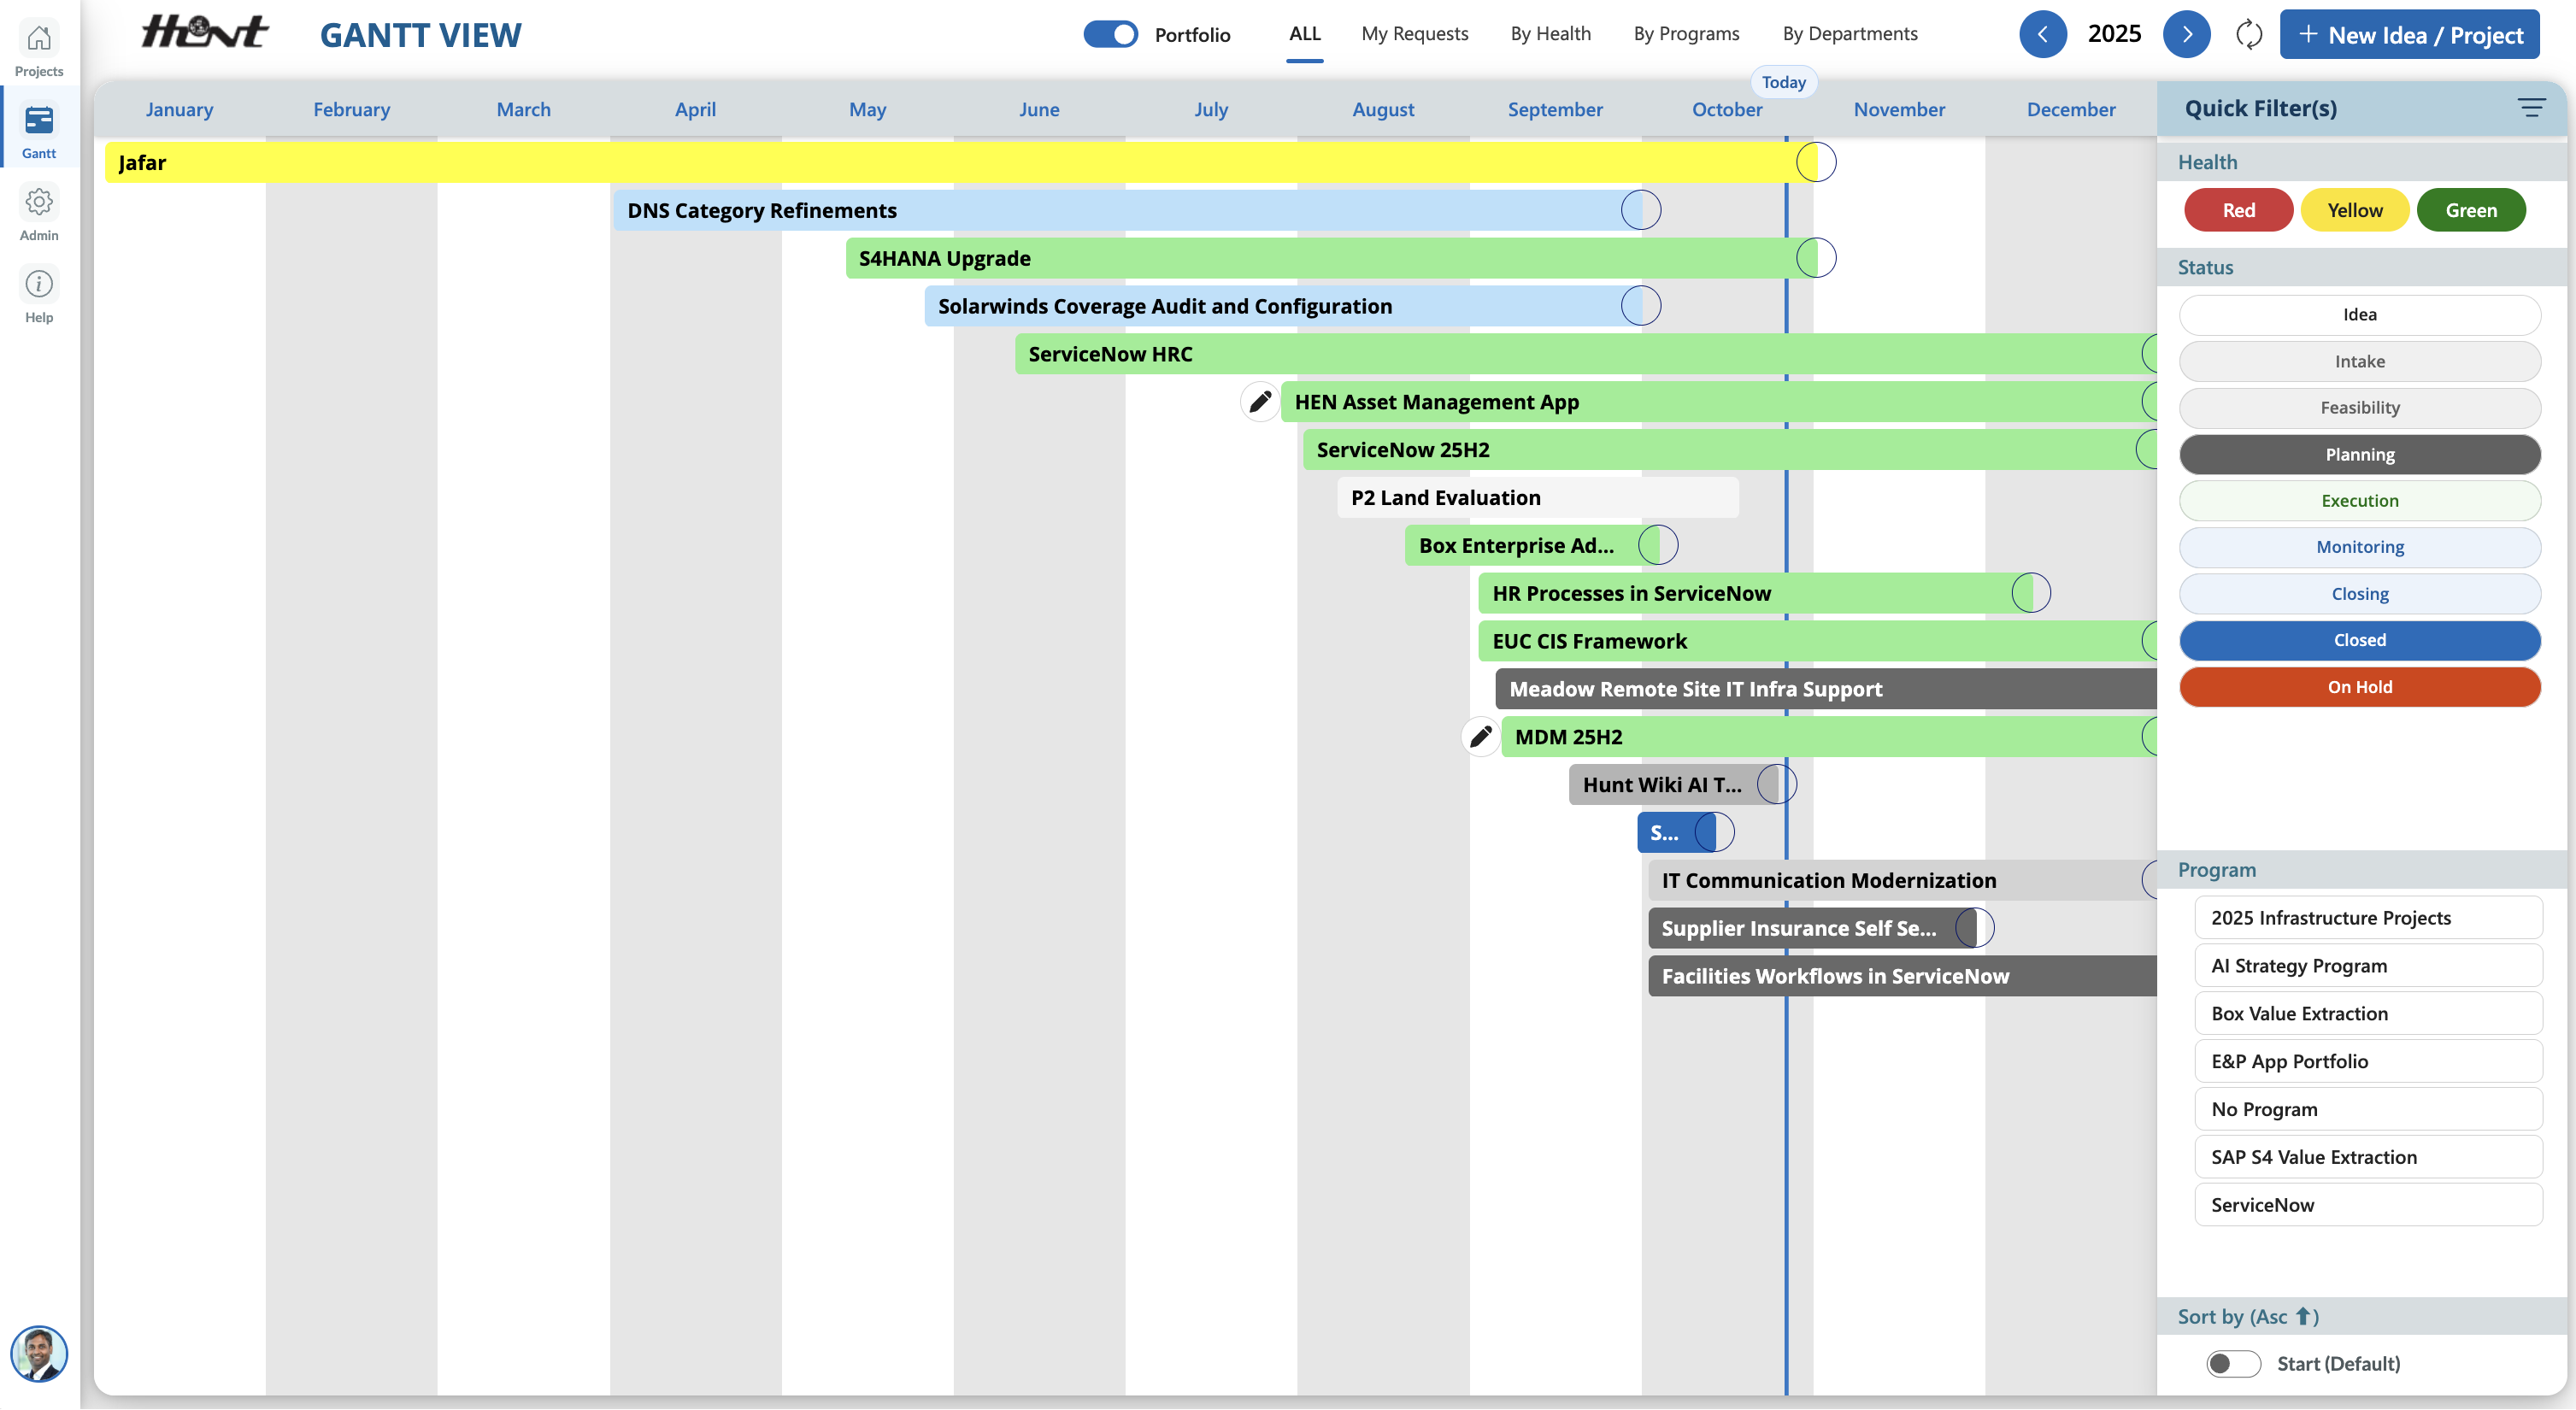 Hunt
GANTT VIEW
Portfolio
ALL
My Requests
By Health
By Programs
By Departments
2025
+ New Idea / Project
Projects
Gantt
Admin
Help
Today
January
February
March
April
May
June
July
August
September
October
November
December
Jafar
DNS Category Refinements
S4HANA Upgrade
Solarwinds Coverage Audit and Configuration
ServiceNow HRC
HEN Asset Management App
ServiceNow 25H2
P2 Land Evaluation
Box Enterprise Ad...
HR Processes in ServiceNow
EUC CIS Framework
Meadow Remote Site IT Infra Support
MDM 25H2
Hunt Wiki AI T...
S...
IT Communication Modernization
Supplier Insurance Self Se...
Facilities Workflows in ServiceNow
Quick Filter(s)
Health
Red
Yellow
Green
Status
Idea
Intake
Feasibility
Planning
Execution
Monitoring
Closing
Closed
On Hold
Program
2025 Infrastructure Projects
AI Strategy Program
Box Value Extraction
E&P App Portfolio
No Program
SAP S4 Value Extraction
ServiceNow
Sort by (Asc ⬆)
Start (Default)